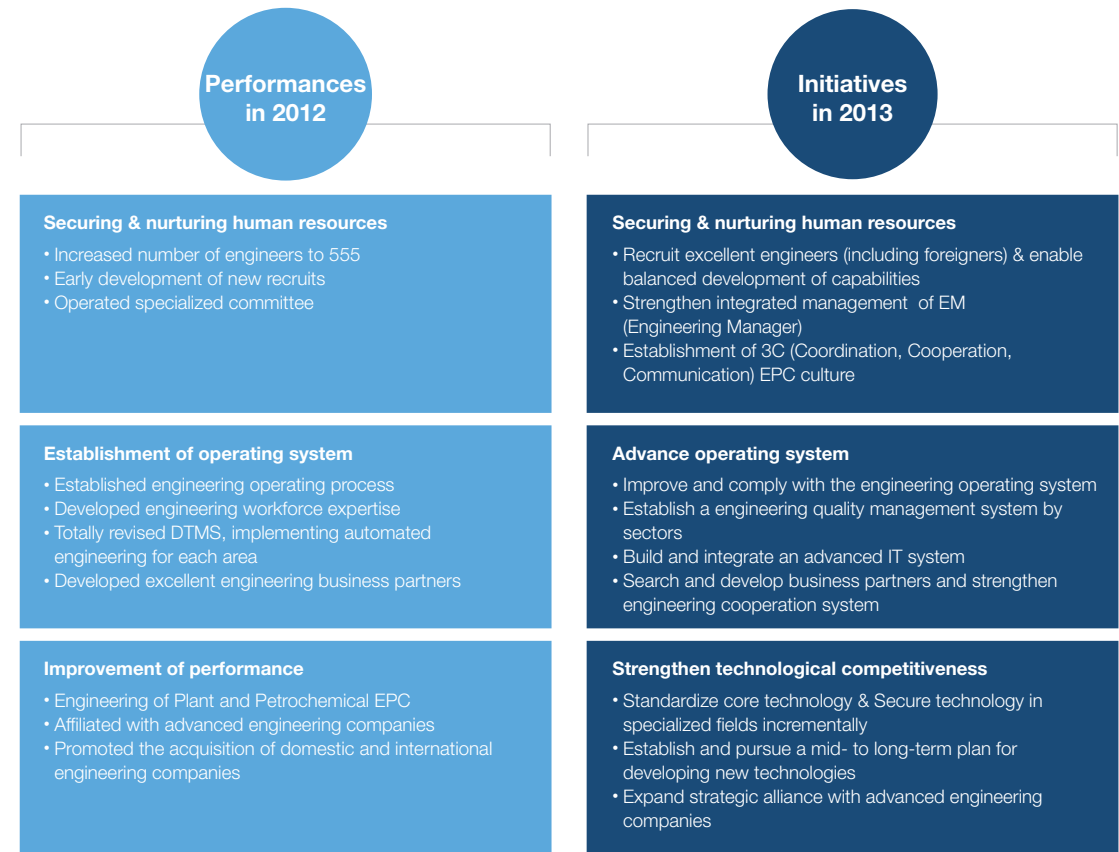 Performances
in 2012
Securing & nurturing human resources
• Increased number of engineers to 555
• Early development of new recruits
• Operated specialized committee
Establishment of operating system
• Established engineering operating process
• Developed engineering workforce expertise
• Totally revised DTMS, implementing automated
engineering for each area
• Developed excellent engineering business partners
Improvement of performance
• Engineering of Plant and Petrochemical EPC
• Affiliated with advanced engineering companies
• Promoted the acquisition of domestic and international
engineering companies
Initiatives
in 2013
Securing & nurturing human resources
• Recruit excellent engineers (including foreigners) & enable
balanced development of capabilities
• Strengthen integrated management of EM
(Engineering Manager)
• Establishment of 3C (Coordination, Cooperation,
Communication) EPC culture
Advance operating system
• Improve and comply with the engineering operating system
• Establish a engineering quality management system by
sectors
• Build and integrate an advanced IT system
• Search and develop business partners and strengthen
engineering cooperation system
Strengthen technological competitiveness
• Standardize core technology & Secure technology in
specialized fields incrementally
• Establish and pursue a mid- to long-term plan for
developing new technologies
• Expand strategic alliance with advanced engineering
companies